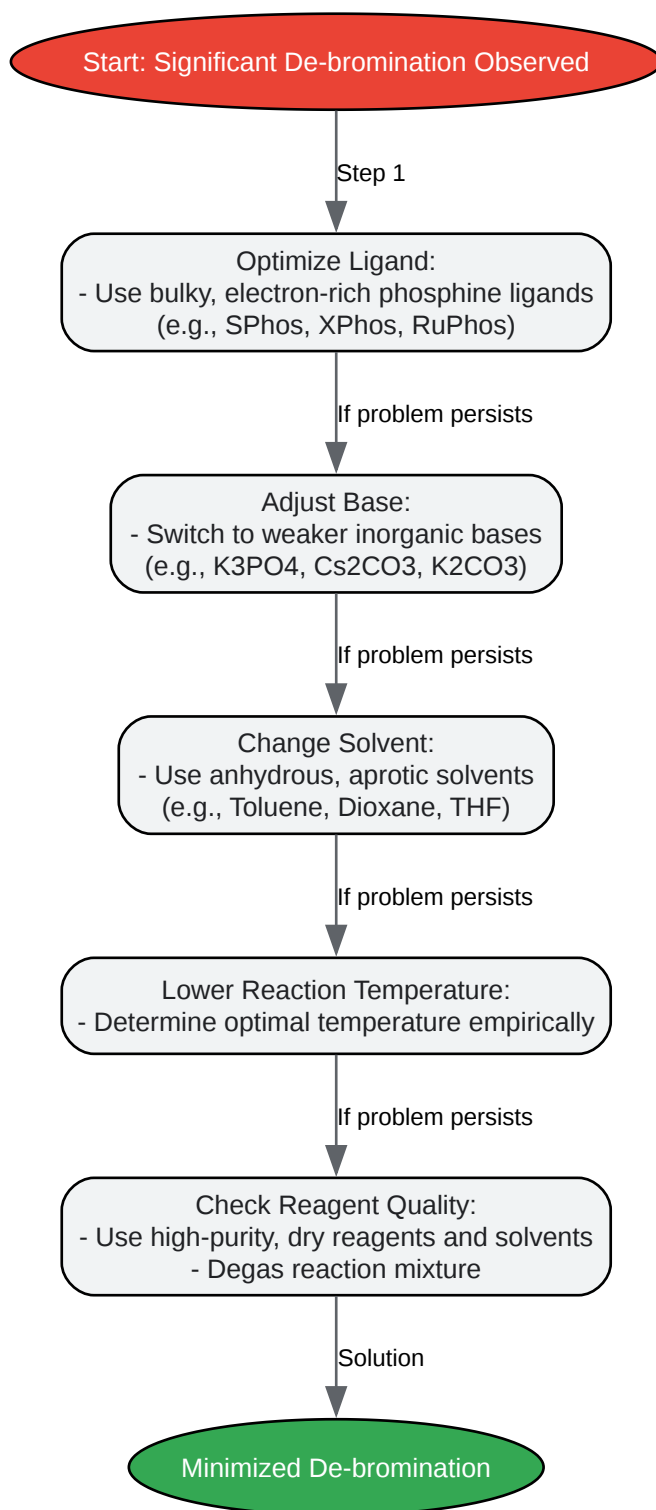 Start: Significant De-bromination Observed
Step 1
Optimize Ligand:
- Use bulky, electron-rich phosphine ligands
(e.g., SPhos, XPhos, RuPhos)
If problem persists
Adjust Base:
- Switch to weaker inorganic bases
(e.g., K3PO4, Cs2CO3, K2CO3)
If problem persists
Change Solvent:
- Use anhydrous, aprotic solvents
(e.g., Toluene, Dioxane, THF)
If problem persists
Lower Reaction Temperature:
- Determine optimal temperature empirically
If problem persists
Check Reagent Quality:
- Use high-purity, dry reagents and solvents
- Degas reaction mixture
Solution
Minimized De-bromination